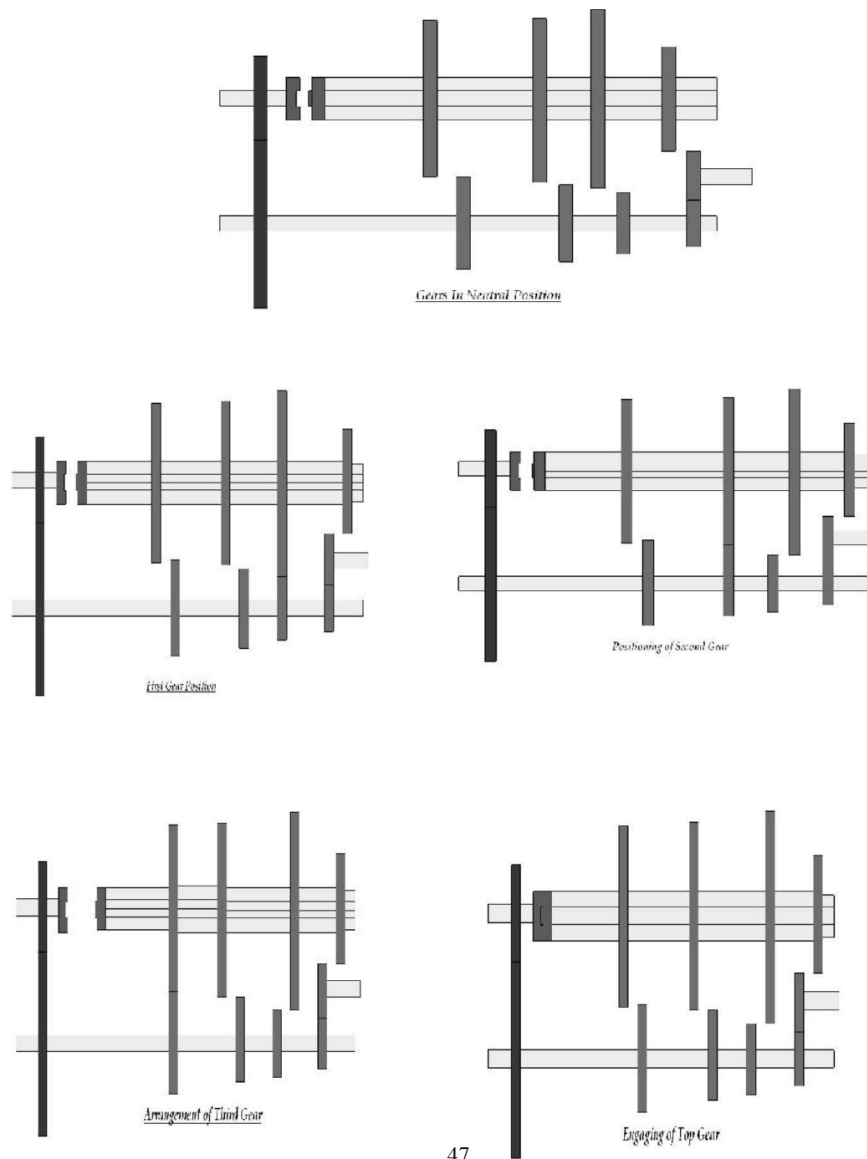 Gears In Neutral Position
First Gear Position
Positioning of Second Gear
Arrangement of Third Gear
Engaging of Top Gear
47